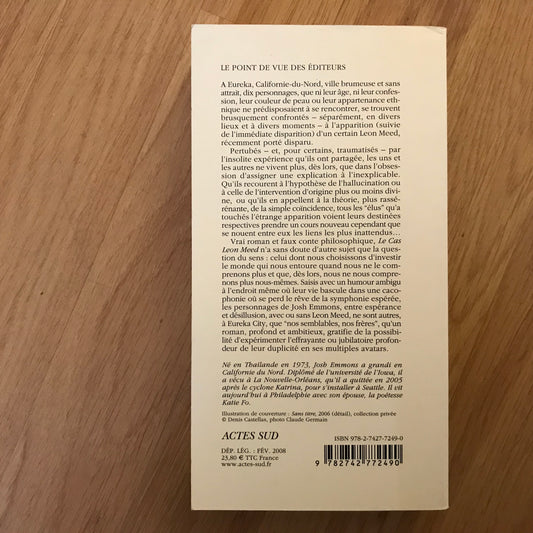 LE POINT DE VUE DES ÉDITEURS
A Eureka, Californie-du-Nord, ville brumeuse et sans
attrait, dix personnages, que ni leur âge, ni leur confes-
sion, leur couleur de peau ou leur appartenance eth-
nique ne prédisposaient à se rencontrer, se trouvent
brusquement confrontés – séparément, en divers
lieux et à divers moments – à l'apparition (suivie
de l'immédiate disparition) d'un certain Leon Meed,
récemment porté disparu.
Pertubés – et, pour certains, traumatisés – par
l'insolite expérience qu'ils ont partagée, les uns et
les autres ne vivent plus, dès lors, que dans l'obses-
sion d'assigner une explication à l'inexplicable.
Qu'ils recourent à l'hypothèse de l'hallucination ou
à celle de l'intervention d'origine plus ou moins divi-
ne, ou qu'ils en appellent à la théorie, plus rassé-
rénante, de la simple coïncidence, tous les "élus" qu'a
touchés l'étrange apparition voient leurs destinées
respectives prendre un cours nouveau cependant que
se nouent entre eux les liens les plus inattendus...
Vrai roman et faux conte philosophique, Le Cas
Leon Meed n'a sans doute d'autre sujet que la ques-
tion du sens : celui dont nous choisissons d'investir
le monde qui nous entoure quand nous ne le com-
prenons plus et que, dès lors, nous ne nous compre-
nons plus nous-mêmes. Saisis avec un humour ambigu
à l'endroit même où leur vie bascule dans une caco-
phonie où se perd le rêve de la symphonie espérée,
les personnages de Josh Emmons, entre espérance
et désillusion, avec ou sans Leon Meed, ne sont autres,
à Eureka City, que "nos semblables, nos frères", qu'un
roman, profond et ambitieux, gratifie de la possibi-
lité d'expérimenter l'effrayante ou jubilatoire profon-
deur de leur duplicité en ses multiples avatars.
Né en Thaïlande en 1973, Josh Emmons a grandi en
Californie du Nord. Diplômé de l'université de l'Iowa, il
a vécu à La Nouvelle-Orléans, qu'il a quittée en 2005
après le cyclone Katrina, pour s'installer à Seattle. Il vit
aujourd'hui à Philadelphie avec son épouse, la poétesse
Katie Fo.
Illustration de couverture : Sans titre, 2006 (détail), collection privée
© Denis Castellas, photo Claude Germain
ACTES SUD
DÉP. LÉG. : FÉV. 2008
23,80 € TTC France
www.actes-sud.fr
ISBN 978-2-7427-7249-0
9 782742 772490